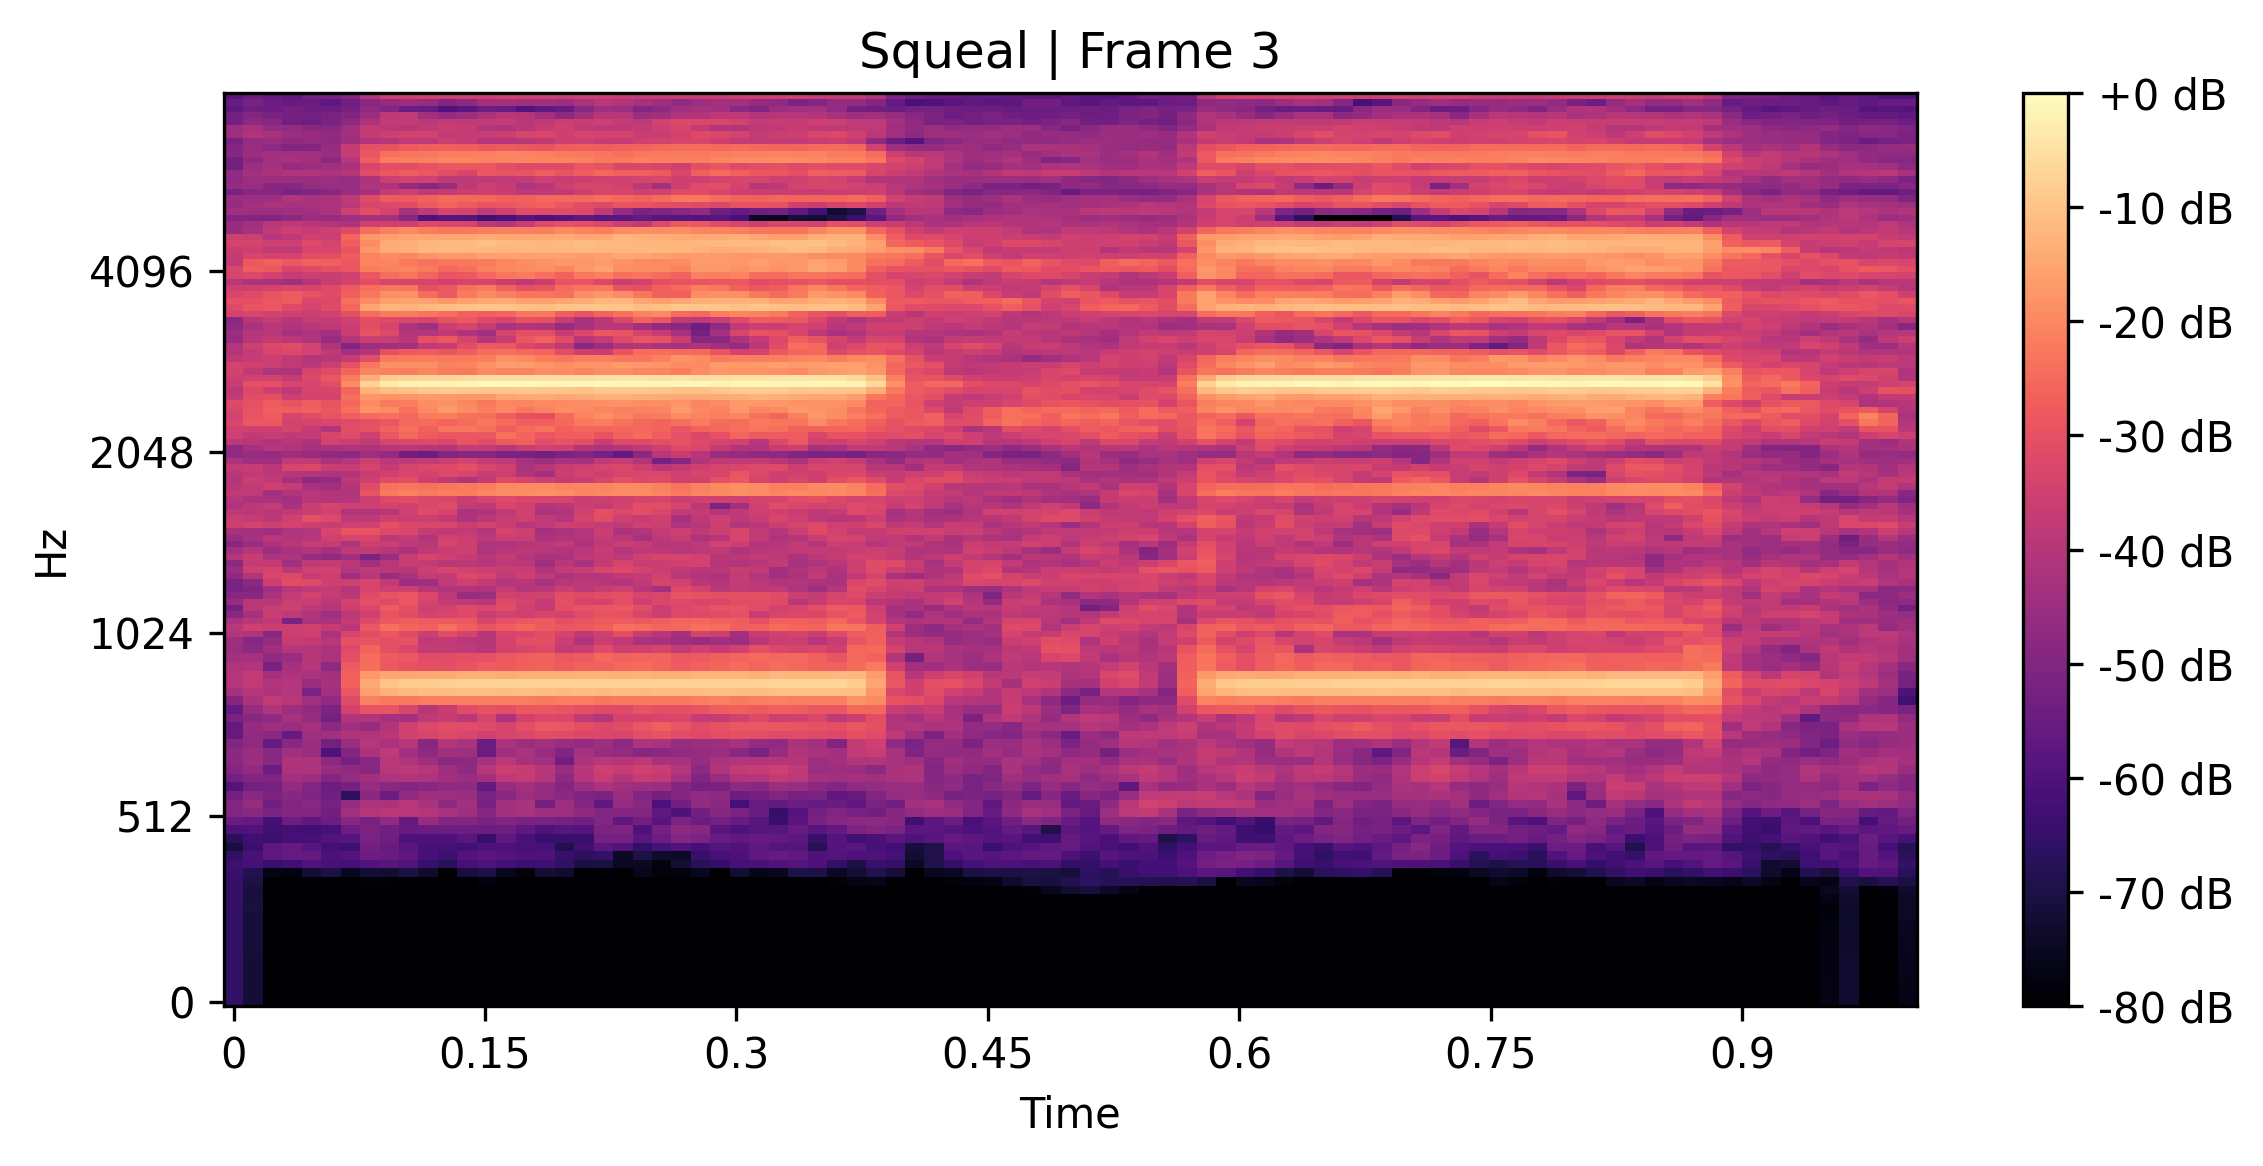 Squeal | Frame 3
Hz
4096
2048
1024
512
0
0 0.15 0.3 0.45 0.6 0.75 0.9
Time
+0 dB
-10 dB
-20 dB
-30 dB
-40 dB
-50 dB
-60 dB
-70 dB
-80 dB